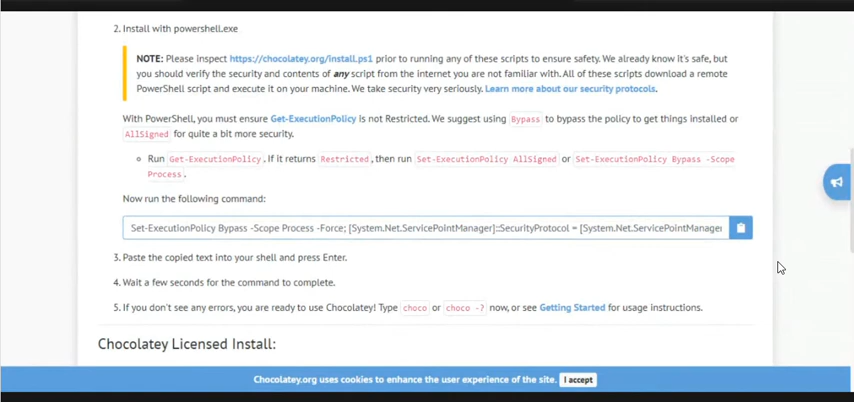 2. Install with powershell.exe
NOTE: Please inspect https://chocolatey.org/install.ps1 prior to running any of these scripts to ensure safety. We already know it's safe, but
you should verify the security and contents of any script from the internet you are not familiar with. All of these scripts download a remote
PowerShell script and execute it on your machine. We take security very seriously. Learn more about our security protocols.
With PowerShell, you must ensure Get-ExecutionPolicy is not Restricted. We suggest using Bypass to bypass the policy to get things installed or
AllSigned for quite a bit more security.
Run Get-ExecutionPolicy. If it returns Restricted, then run Set-ExecutionPolicy AllSigned or Set-ExecutionPolicy Bypass -Scope
Process.
Now run the following command:
Set-ExecutionPolicy Bypass -Scope Process -Force; [System.Net.ServicePointManager]::SecurityProtocol = [System.Net.ServicePointManager
3. Paste the copied text into your shell and press Enter.
4. Wait a few seconds for the command to complete.
5. If you don't see any errors, you are ready to use Chocolatey! Type choco or choco -? now, or see Getting Started for usage instructions.
Chocolatey Licensed Install:
Chocolatey.org uses cookies to enhance the user experience of the site. I accept